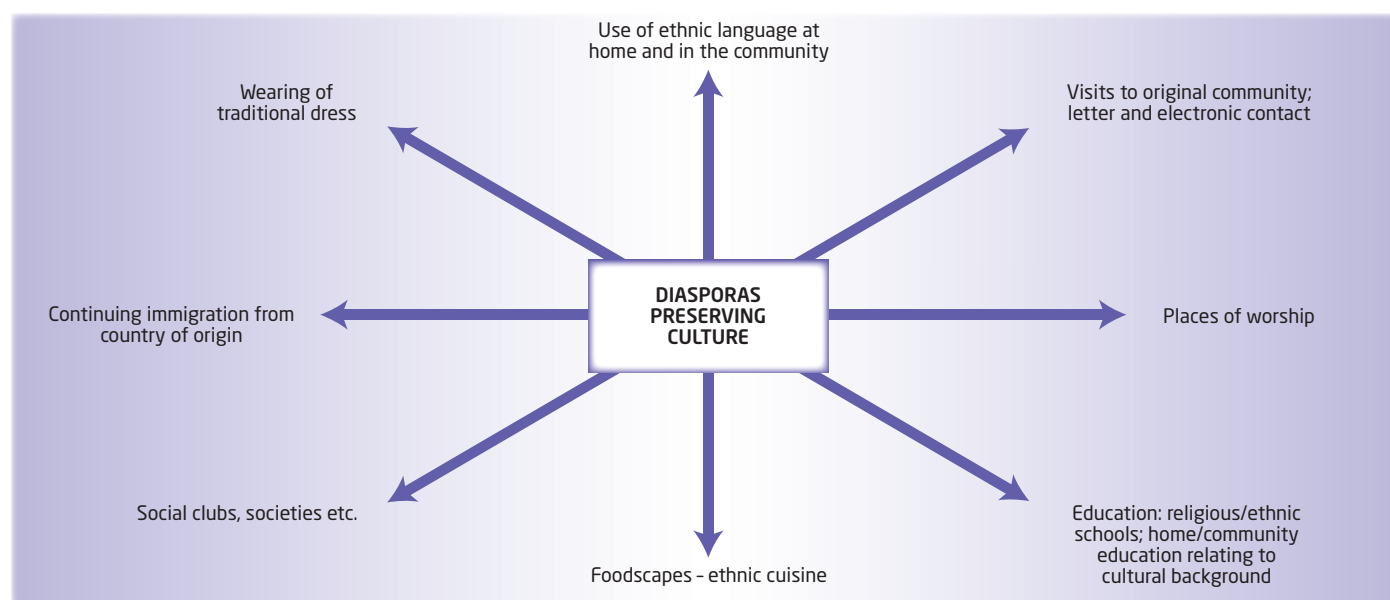 Use of ethnic language at
home and in the community
Wearing of
traditional dress
Visits to original community;
letter and electronic contact
DIASPORAS
PRESERVING
CULTURE
Continuing immigration from
country of origin
Places of worship
Social clubs, societies etc.
Foodscapes – ethnic cuisine
Education: religious/ethnic
schools; home/community
education relating to
cultural background